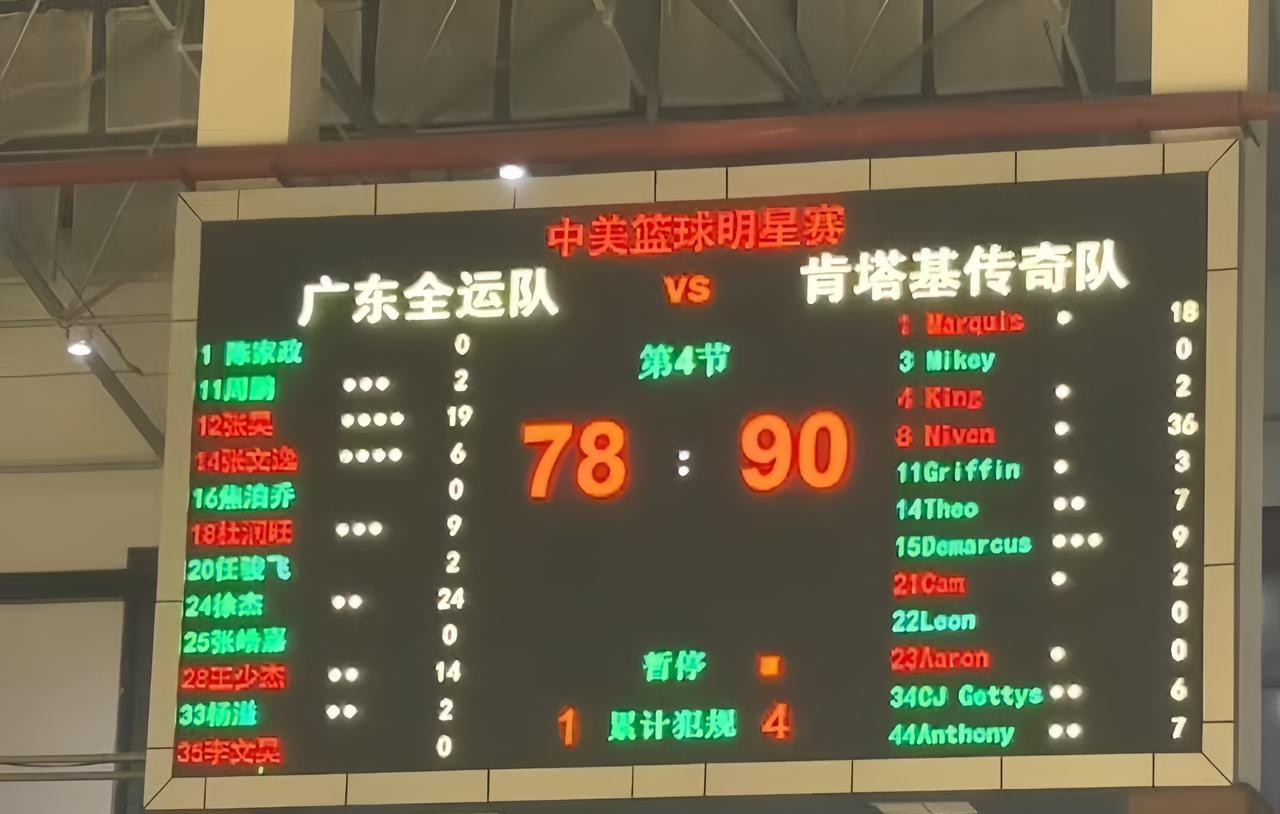 中美篮球明星赛
广东全运队 VS 肯塔基传奇队
第4节
78 : 90
1 陈家政 0
11周鹏 2
12张昊 19
14张文逸 6
16焦泊乔 0
18杜润旺 9
20任骏飞 2
24徐杰 24
25张皓嘉 0
28王少杰 14
33杨溢 2
35李文昊 0
1 Marquis 18
3 Mikey 0
4 King 2
8 Niven 36
11Griffin 3
14Theo 7
15Demarcus 9
21Cam 2
22Leon 0
23Aaron 0
34CJ Gettys 6
44Anthony 7
暂停
1 累计犯规 4